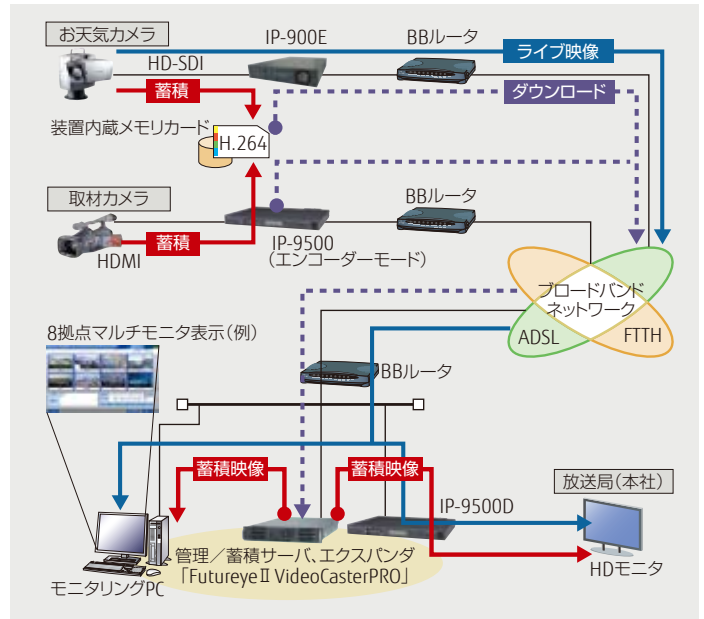 お天気カメラ
IP-900E
BBルータ
ライブ映像
HD-SDI
蓄積
ダウンロード
装置内蔵メモリカード
H.264
取材カメラ
BBルータ
蓄積
HDMI
IP-9500
(エンコーダーモード)
ブロードバンド
ネットワーク
ADSL
FTTH
8拠点マルチモニタ表示(例)
BBルータ
蓄積映像
蓄積映像
放送局(本社)
IP-9500D
管理/蓄積サーバ、エクスパンダ
「FutureyeⅡ VideoCasterPRO」
モニタリングPC
HDモニタ